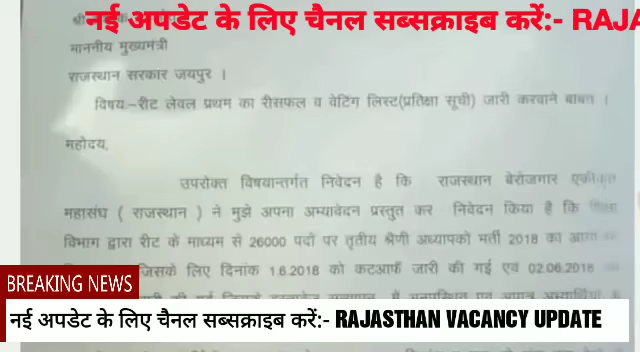 नई अपडेट के लिए चैनल सब्सक्राइब करें:- RAJA
माननीय मुख्यमंत्री
राजस्थान सरकार जयपुर ।
विषय:-रीट लेवल प्रथम का रीसफल व वेटिंग लिस्ट(प्रतिक्षा सूची) जारी करवाने बाबत ।
महोदय,
उपरोक्त विषयान्तर्गत निवेदन है कि राजस्थान बेरोजगार एकीकृत
महासंघ ( राजस्थान ) ने मुझे अपना अभ्यावेदन प्रस्तुत कर निवेदन किया है कि शिक्षा
विभाग द्वारा रीट के माध्यम से 26000 पदों पर तृतीय श्रेणी अध्यापको भर्ती 2018 का
जिसके लिए दिनांक 1.6.2018 को कटआर्फ जारी की गई एवं 02.06.2018
BREAKING NEWS
नई अपडेट के लिए चैनल सब्सक्राइब करें:- RAJASTHAN VACANCY UPDATE